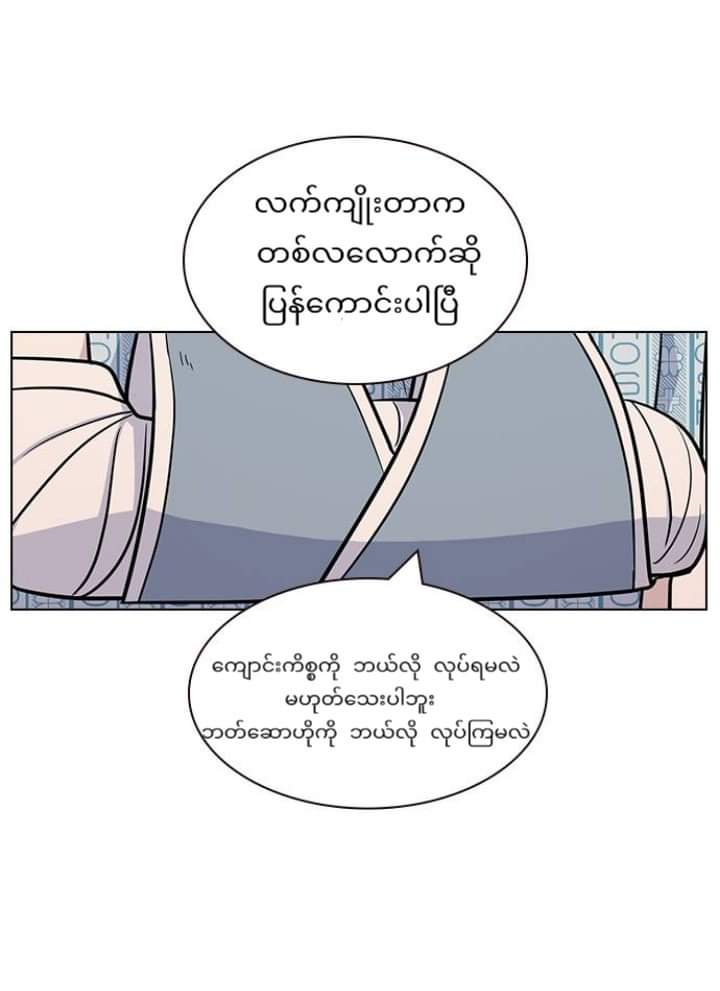 လက်ကျိုးတာက
တစ်လလောက်ဆို
ပြန်ကောင်းပါပြီ
ကျောင်းကိစ္စကို ဘယ်လို လုပ်ရမလဲ
မဟုတ်သေးပါဘူး
ဘတ်ဆောဟိုကို ဘယ်လို လုပ်ကြမလဲ